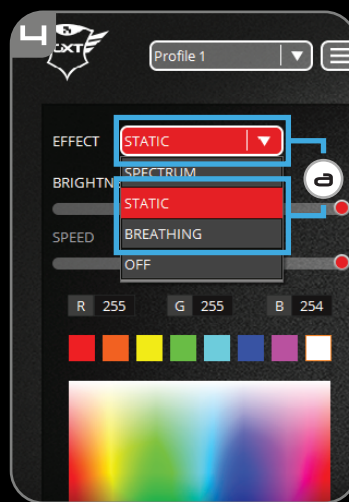 4
GXT
Profile 1
EFFECT STATIC
SPECTRUM
BRIGHTN
STATIC
a
SPEED
BREATHING
OFF
R 255 G 255 B 254